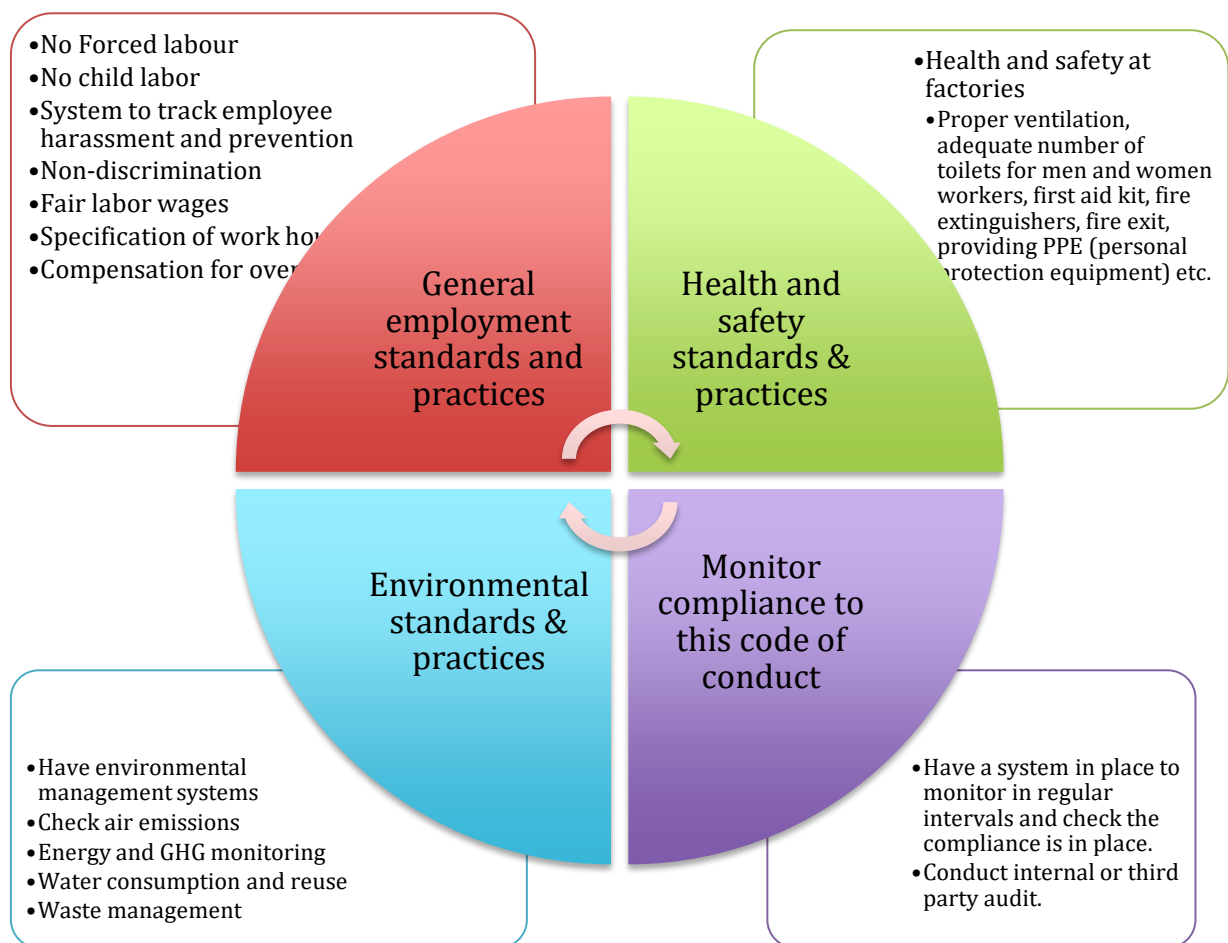 •No Forced labour
•No child labor
•System to track employee
harassment and prevention
•Non-discrimination
•Fair labor wages
•Specification of work
•Compensation for
•Health and safety at
factories
•Proper ventilation,
adequate number of
toilets for men and women
workers, first aid kit, fire
extinguishers, fire exit,
providing PPE (personal
protection equipment) etc.
General
employment
standards and
practices
Health and
safety
standards &
practices
Environmental
standards &
practices
Monitor
compliance to
this code of
conduct
•Have environmental
management systems
•Check air emissions
•Energy and GHG monitoring
•Water consumption and reuse
•Waste management
•Have a system in place to
monitor in regular
intervals and check the
compliance is in place.
•Conduct internal or third
party audit.